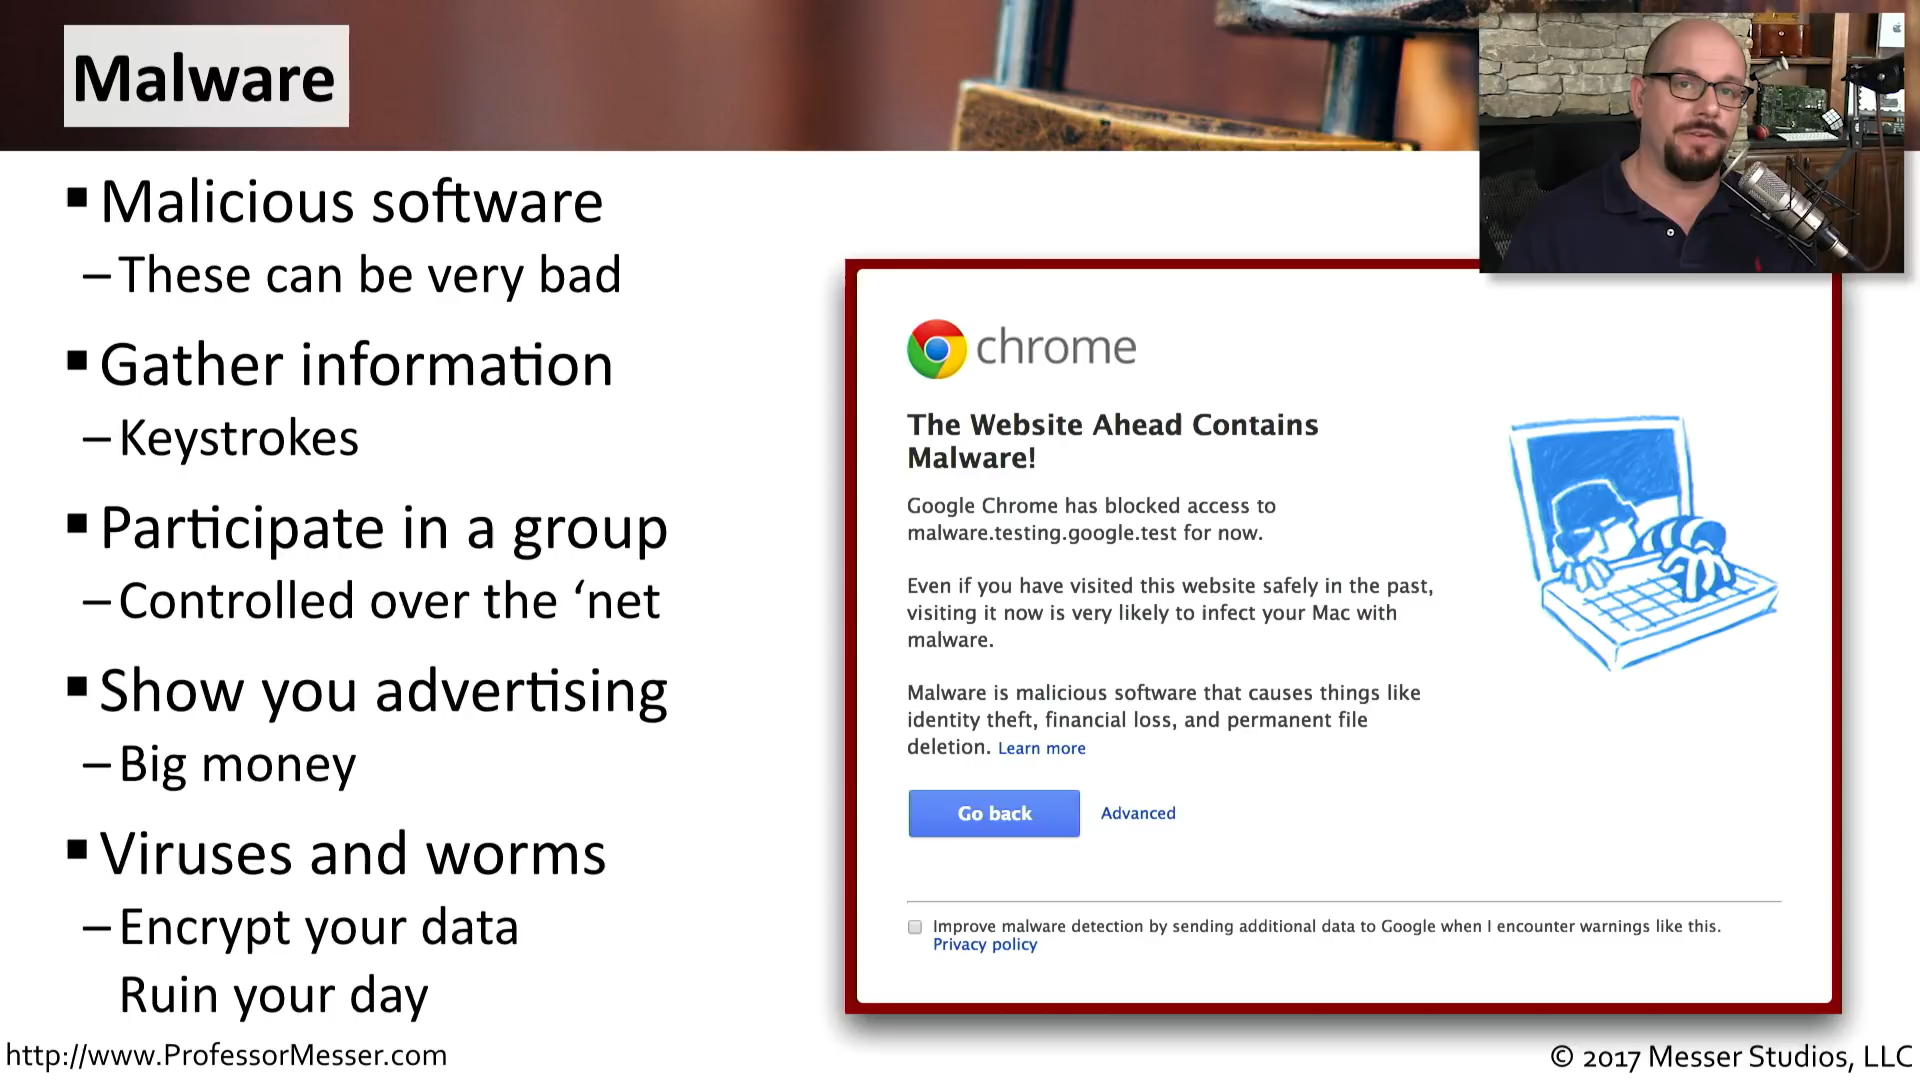 Malware
▪ Malicious software
– These can be very bad
▪ Gather information
– Keystrokes
▪ Participate in a group
– Controlled over the ‘net
▪ Show you advertising
– Big money
▪ Viruses and worms
– Encrypt your data
Ruin your day
chrome
The Website Ahead Contains
Malware!
Google Chrome has blocked access to
malware.testing.google.test for now.
Even if you have visited this website safely in the past,
visiting it now is very likely to infect your Mac with
malware.
Malware is malicious software that causes things like
identity theft, financial loss, and permanent file
deletion. Learn more
Go back
Advanced
Improve malware detection by sending additional data to Google when I encounter warnings like this.
Privacy policy
http://www.ProfessorMesser.com
© 2017 Messer Studios, LLC